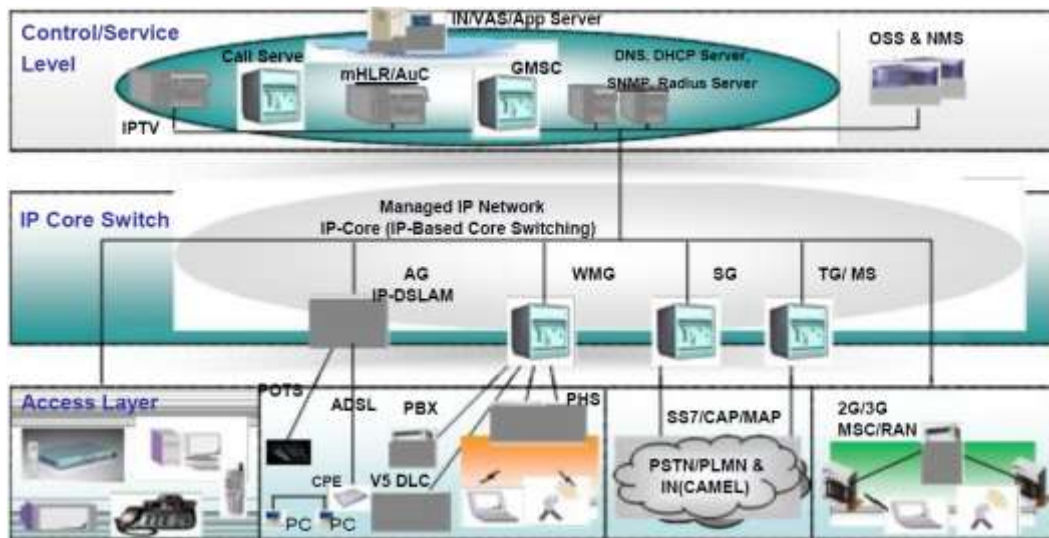 Control/Service
Level
IN/VAS/App Server
Call Serve
mHLR/AuC
GMSC
DNS, DHCP Server,
SNMP, Radius Server
OSS & NMS
IPTV
IP Core Switch
Managed IP Network
IP-Core (IP-Based Core Switching)
AG
IP-DSLAM
WMG
SG
TG/ MS
Access Layer
POTS
ADSL
PBX
PHS
CPE
V5 DLC
PC
PC
SS7/CAP/MAP
PSTN/PLMN &
IN(CAMEL)
2G/3G
MSC/RAN